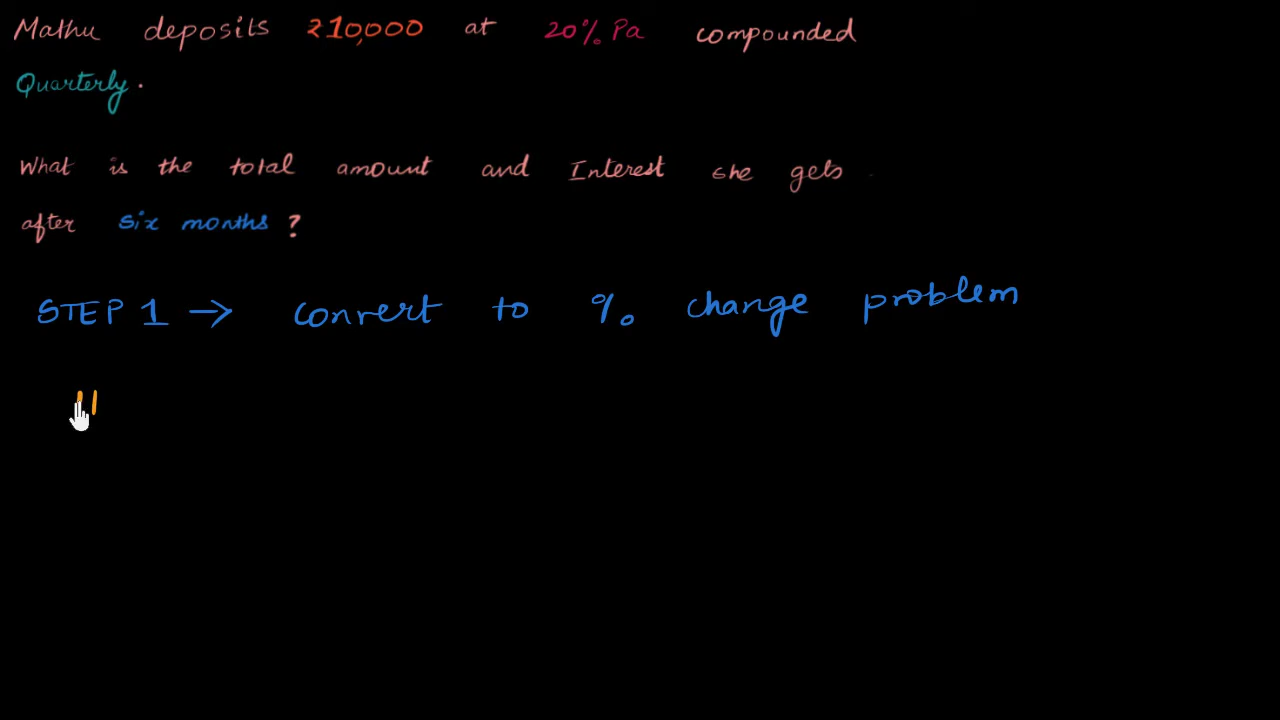 Mathu deposits ₹10,000 at 20% Pa compounded
Quarterly.
What is the total amount and Interest she gets
after six months?
STEP 1 → convert to % change problem
"